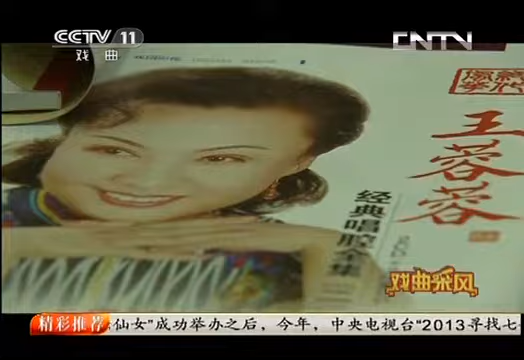 CCTV 11
戏曲
CNTV
王蓉蓉
经典唱腔全集
戏曲采风
精彩推荐
仙女”成功举办之后，今年，中央电视台“2013寻找七